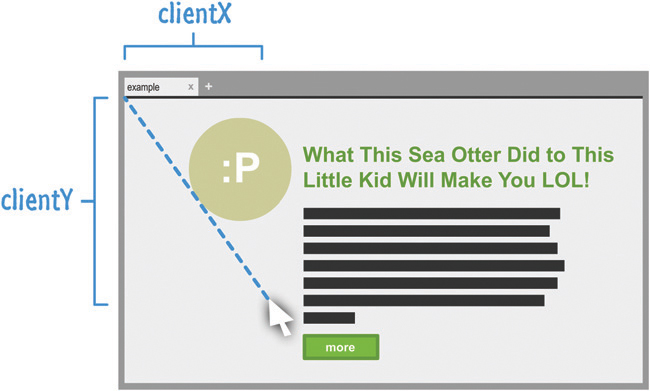 clientX
example x +
clientY
:P
What This Sea Otter Did to This
Little Kid Will Make You LOL!
more